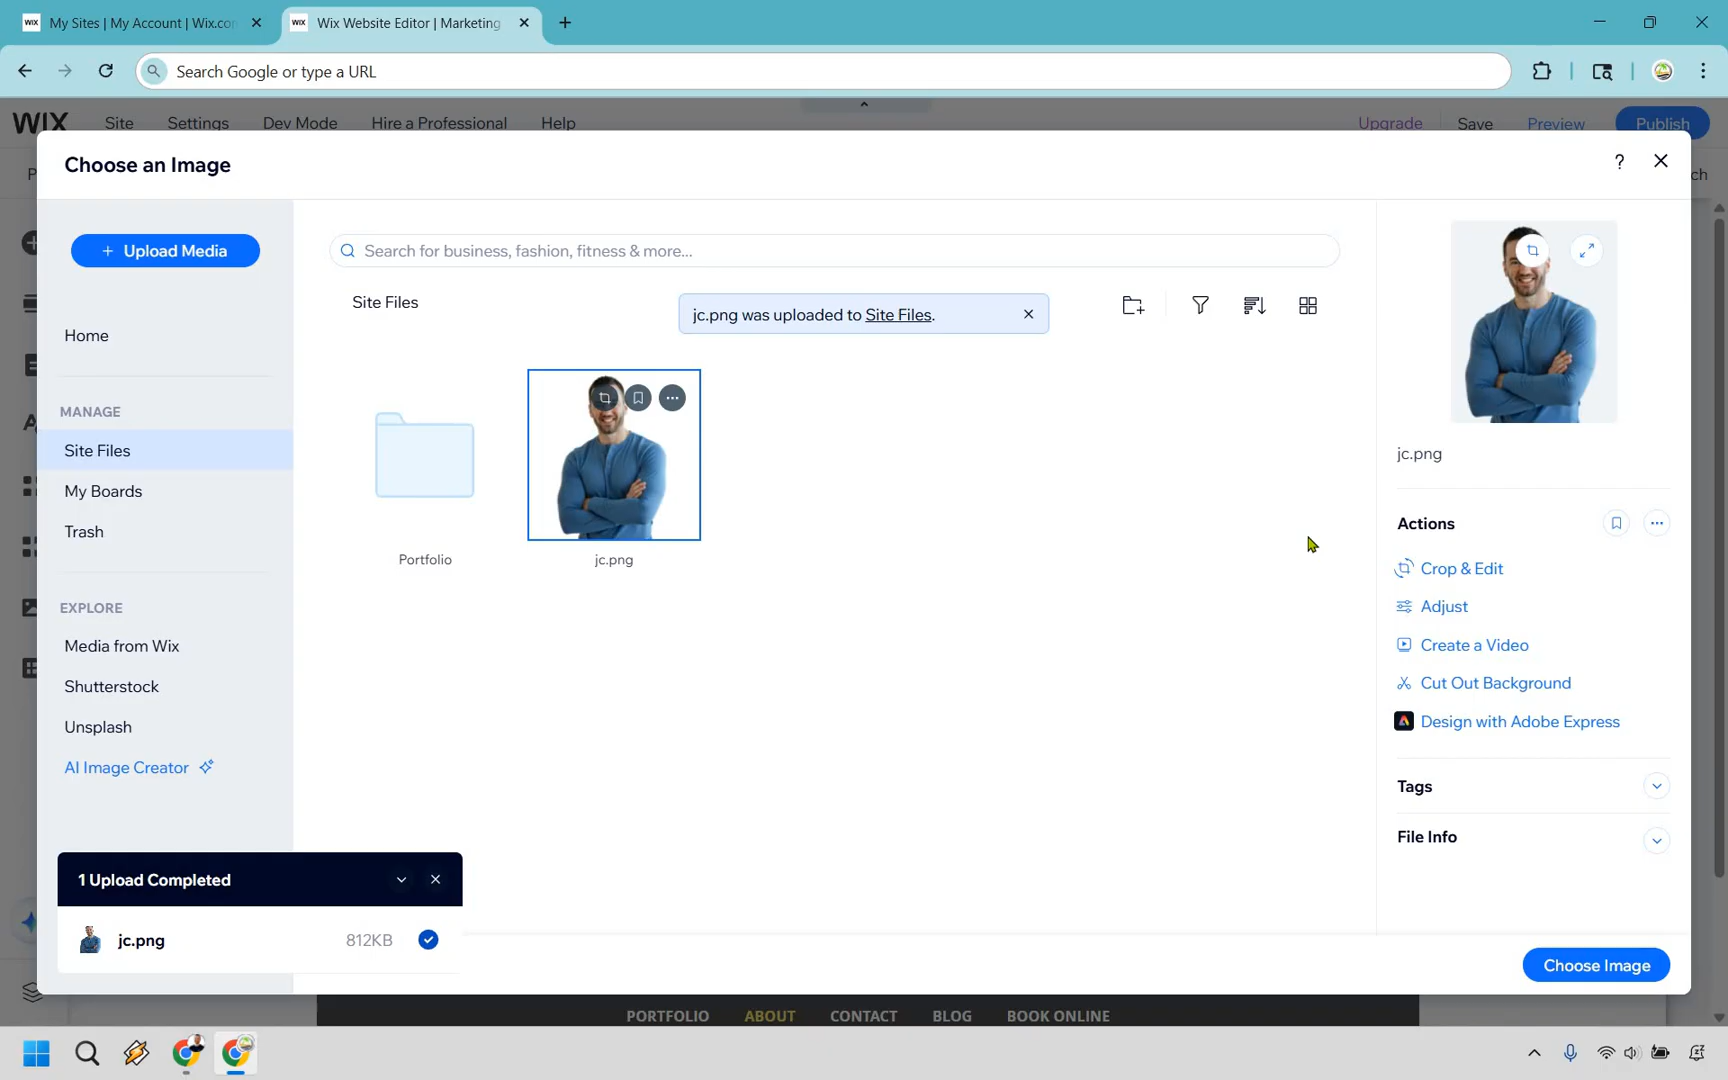 WIX My Sites | My Account | Wix.co
WIX Wix Website Editor | Marketing
Search Google or type a URL
WIX Site Settings Dev Mode Hire a Professional Help Upgrade Save Preview Publish
Choose an Image
?
+ Upload Media
Search for business, fashion, fitness & more...
Site Files
jc.png was uploaded to Site Files.
Home
MANAGE
Site Files
My Boards
Trash
EXPLORE
Media from Wix
Shutterstock
Unsplash
AI Image Creator
Portfolio
jc.png
jc.png
Actions
Crop & Edit
Adjust
Create a Video
Cut Out Background
Design with Adobe Express
Tags
File Info
1 Upload Completed
jc.png 812KB
Choose Image
PORTFOLIO ABOUT CONTACT BLOG BOOK ONLINE